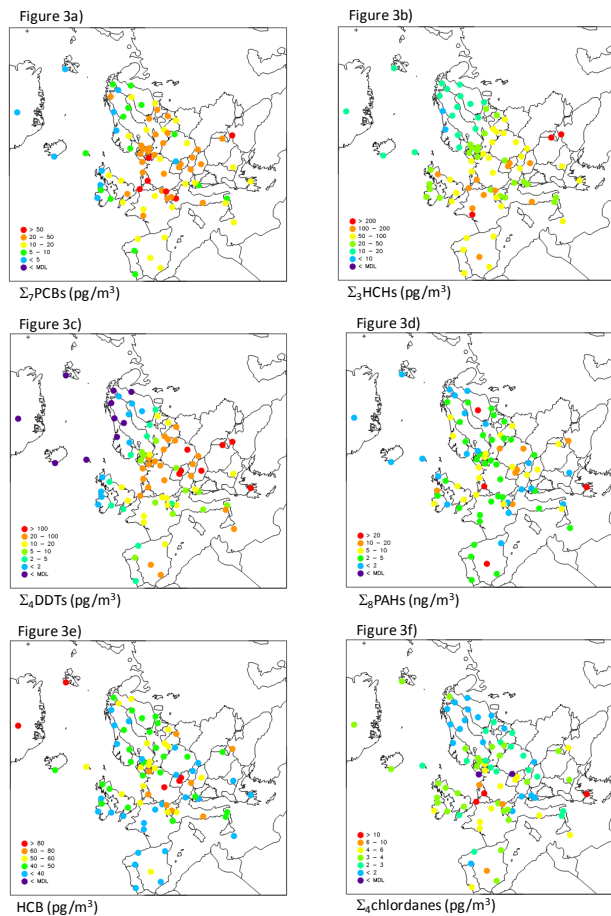 Figure 3a)
> 50
20 – 50
10 – 20
5 – 10
< 5
< MDL
Σ₇PCBs (pg/m³)
Figure 3b)
> 200
100 – 200
50 – 100
20 – 50
10 – 20
< 10
< MDL
Σ₃HCHs (pg/m³)
Figure 3c)
> 100
20 – 100
10 – 20
5 – 10
2 – 5
< 2
< MDL
Σ₄DDTs (pg/m³)
Figure 3d)
> 20
10 – 20
5 – 10
2 – 5
< 2
< MDL
Σ₈PAHs (ng/m³)
Figure 3e)
> 80
60 – 80
50 – 60
40 – 50
< 40
< MDL
HCB (pg/m³)
Figure 3f)
> 10
6 – 10
4 – 6
3 – 4
2 – 3
< 2
< MDL
Σ₄chlordanes (pg/m³)